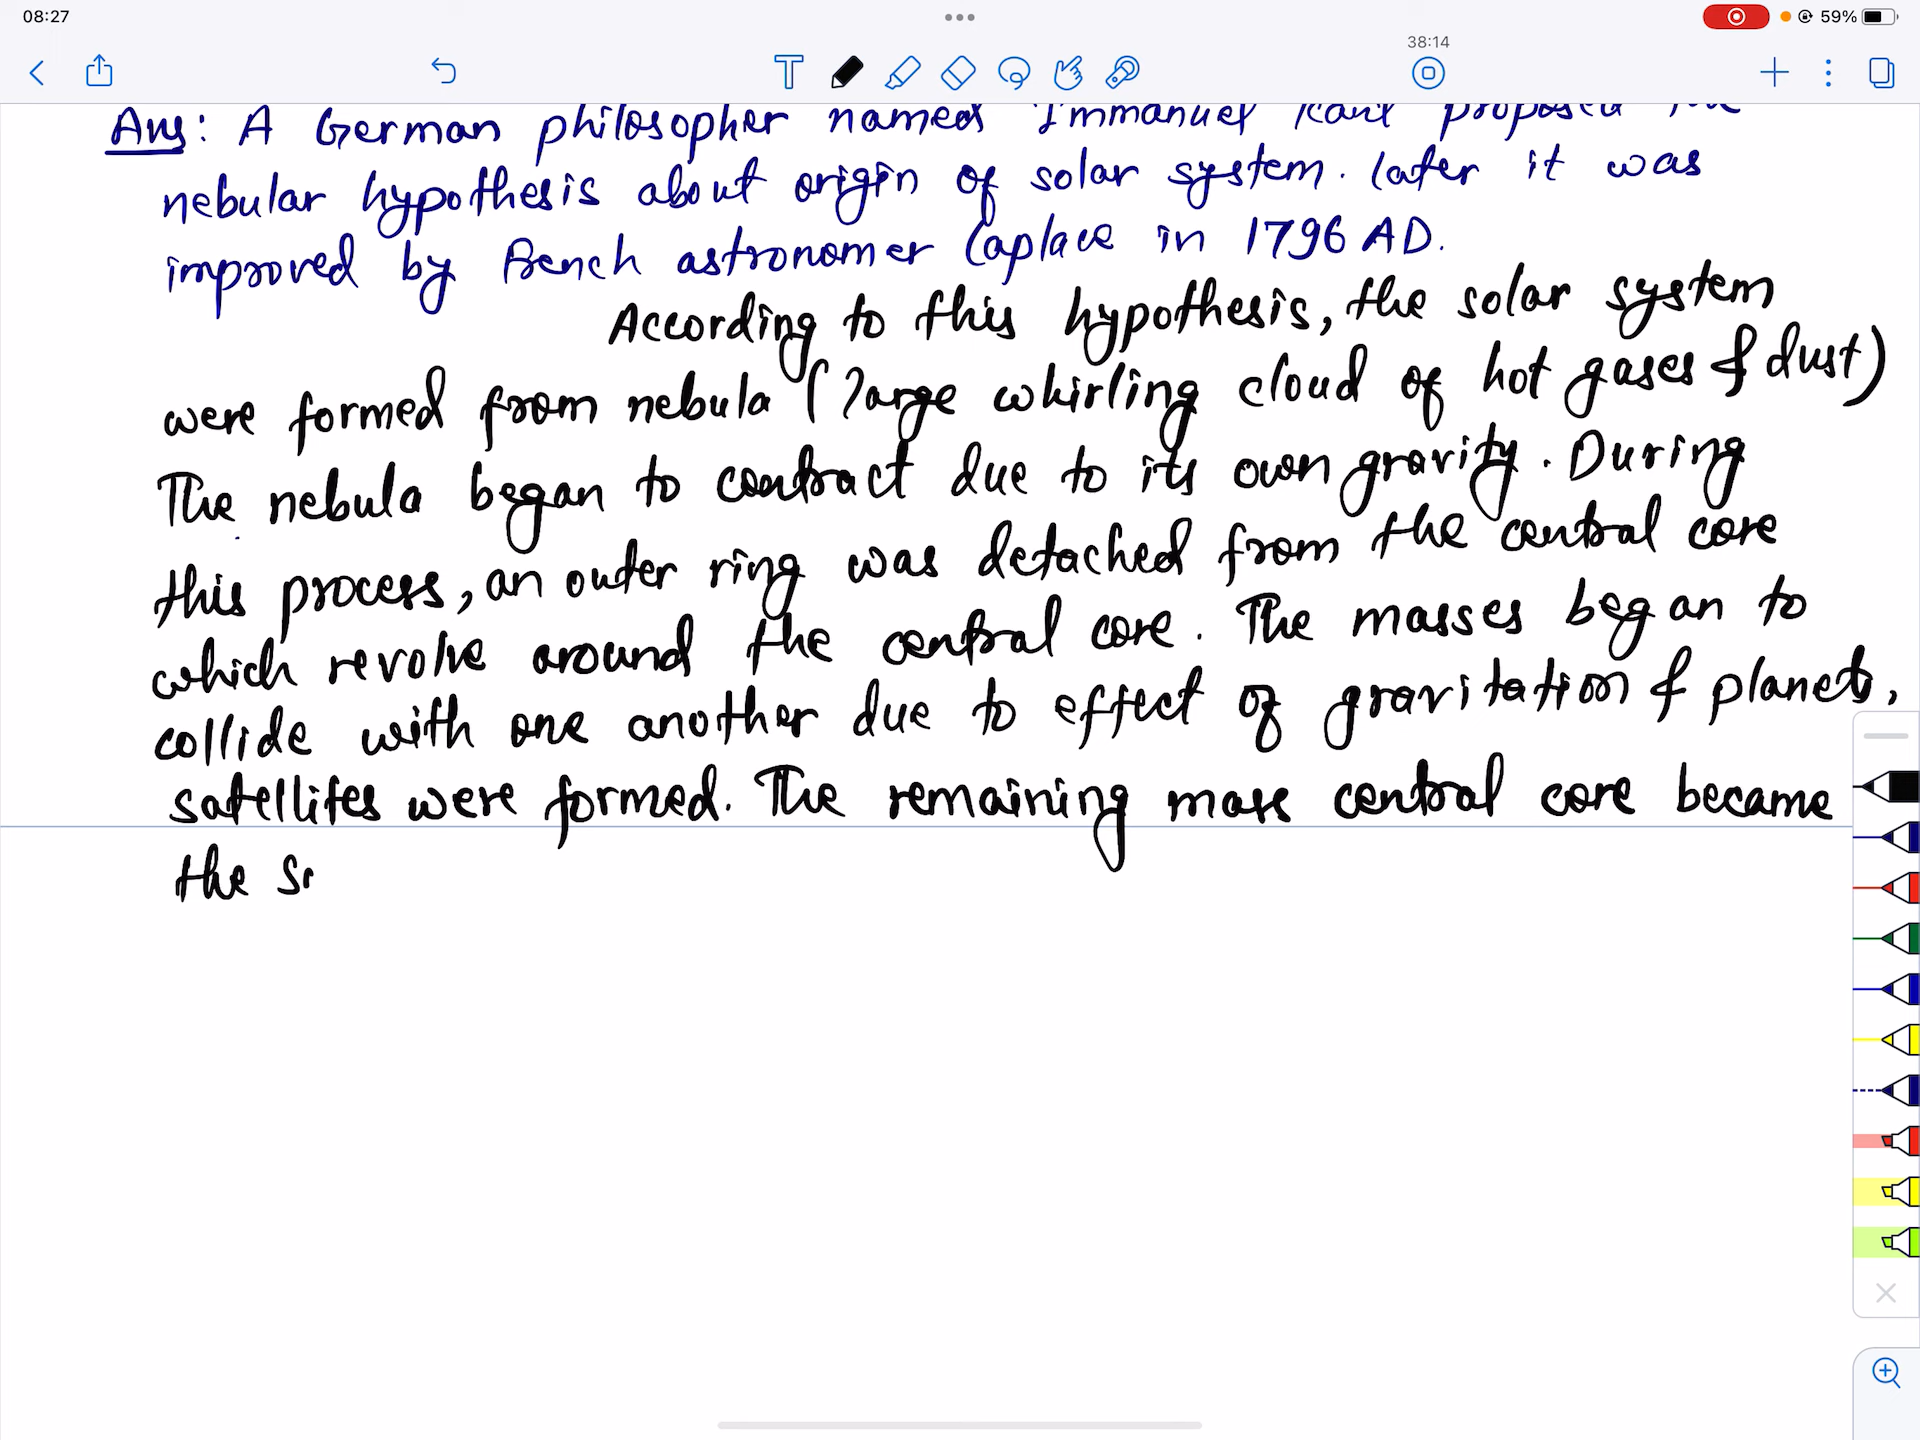 08:27
59%
38:14
Ans: A German philosopher named Immanuel Kant proposed the
nebular hypothesis about origin of solar system. later it was
improved by French astronomer Laplace in 1796 AD.
According to this hypothesis, the solar system
were formed from nebula (large whirling cloud of hot gases & dust)
The nebula began to contract due to its own gravity. During
this process, an outer ring was detached from the central core
which revolve around the central core. The masses began to
collide with one another due to effect of gravitation & planets,
satellites were formed. The remaining mass central core became
the